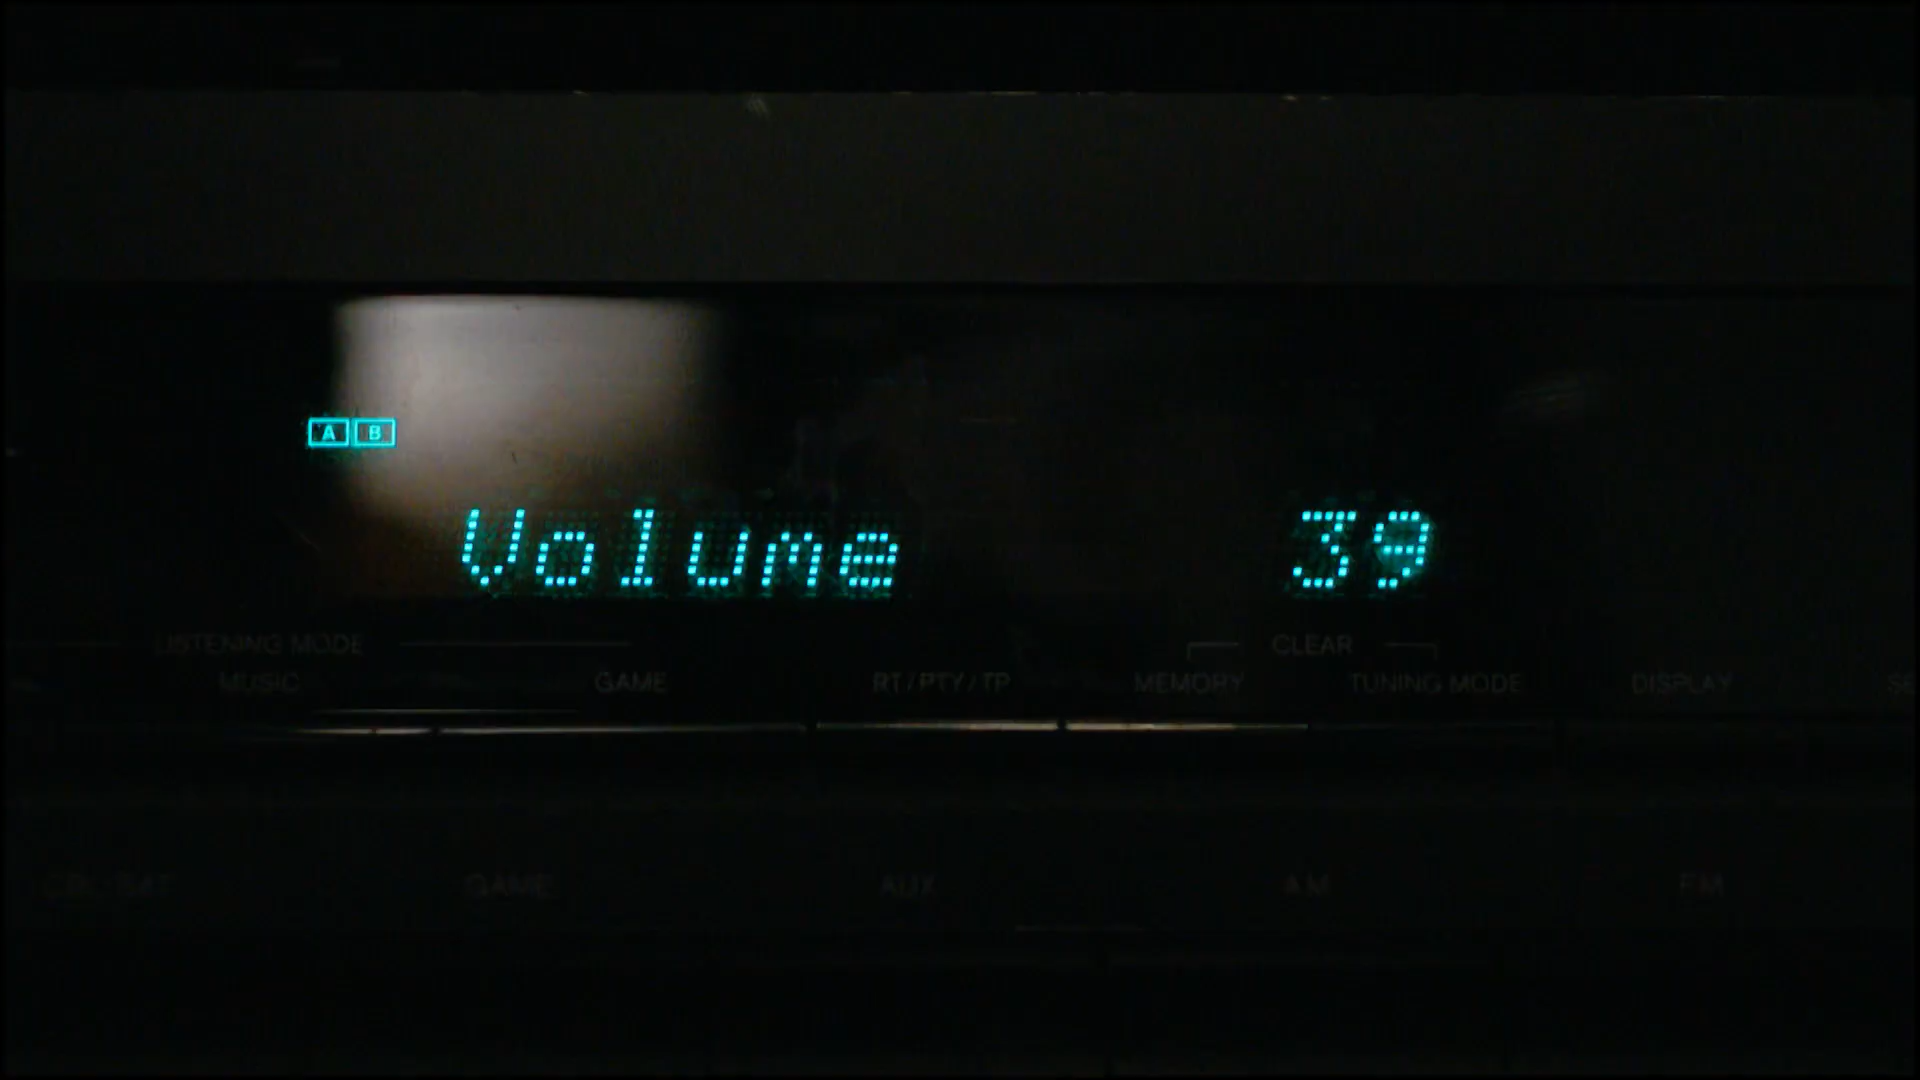 A B
Volume 39
LISTENING MODE CLEAR
MUSIC GAME RT / PTY / TP MEMORY TUNING MODE DISPLAY
GAME AUX AM FM